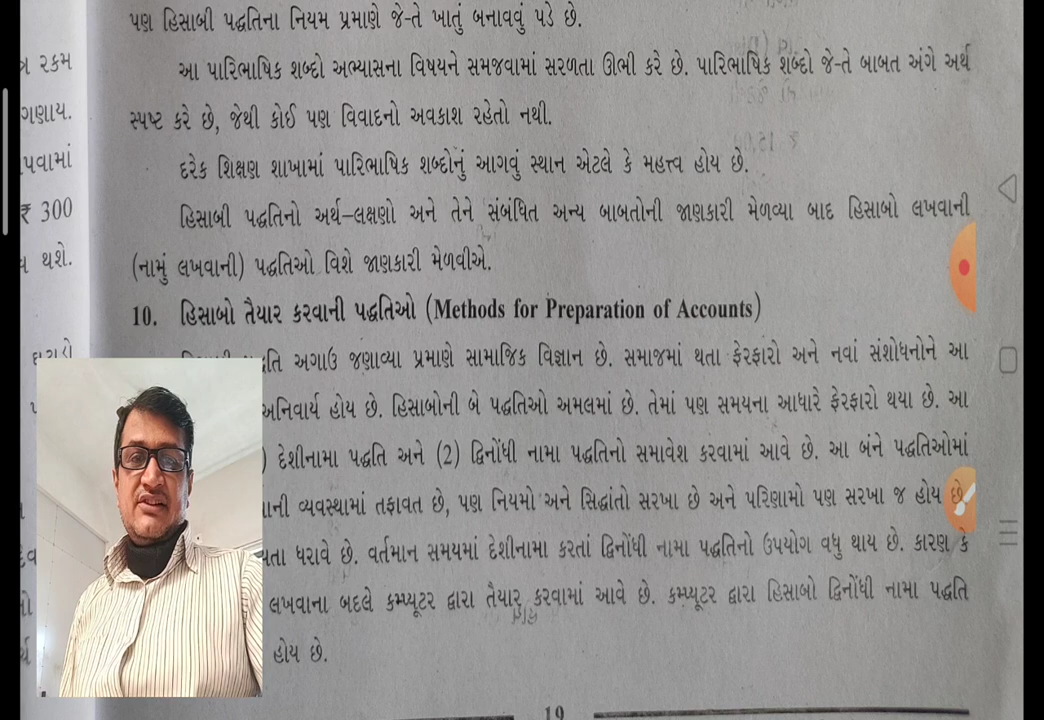 પણ હિસાબી પદ્ધતિના નિયમ પ્રમાણે જે-તે ખાતું બનાવવું પડે છે.
આ પારિભાષિક શબ્દો અભ્યાસના વિષયને સમજવામાં સરળતા ઊભી કરે છે. પારિભાષિક શબ્દો જે-તે બાબત અંગે અર્થ
સ્પષ્ટ કરે છે, જેથી કોઈ પણ વિવાદનો અવકાશ રહેતો નથી.
દરેક શિક્ષણ શાખામાં પારિભાષિક શબ્દોનું આગવું સ્થાન એટલે કે મહત્ત્વ હોય છે.
હિસાબી પદ્ધતિનો અર્થ–લક્ષણો અને તેને સંબંધિત અન્ય બાબતોની જાણકારી મેળવ્યા બાદ હિસાબો લખવાની
(નામું લખવાની) પદ્ધતિઓ વિશે જાણકારી મેળવીએ.
10. હિસાબો તૈયાર કરવાની પદ્ધતિઓ (Methods for Preparation of Accounts)
અગાઉ જણાવ્યા પ્રમાણે સામાજિક વિજ્ઞાન છે. સમાજમાં થતા ફેરફારો અને નવાં સંશોધનોને આ
અનિવાર્ય હોય છે. હિસાબોની બે પદ્ધતિઓ અમલમાં છે. તેમાં પણ સમયના આધારે ફેરફારો થયા છે. આ
) દેશીનામા પદ્ધતિ અને (2) દ્વિનોંધી નામા પદ્ધતિનો સમાવેશ કરવામાં આવે છે. આ બંને પદ્ધતિઓમાં
વ્યવસ્થામાં તફાવત છે, પણ નિયમો અને સિદ્ધાંતો સરખા છે અને પરિણામો પણ સરખા જ હોય છે
ધરાવે છે. વર્તમાન સમયમાં દેશીનામા કરતાં દ્વિનોંધી નામા પદ્ધતિનો ઉપયોગ વધુ થાય છે. કારણ કે
લખવાના બદલે કમ્પ્યૂટર દ્વારા તૈયાર કરવામાં આવે છે. કમ્પ્યૂટર દ્વારા હિસાબો દ્વિનોંધી નામા પદ્ધતિ
હોય છે.
19
રકમ
ગણાય.
₹ 300
થશે.